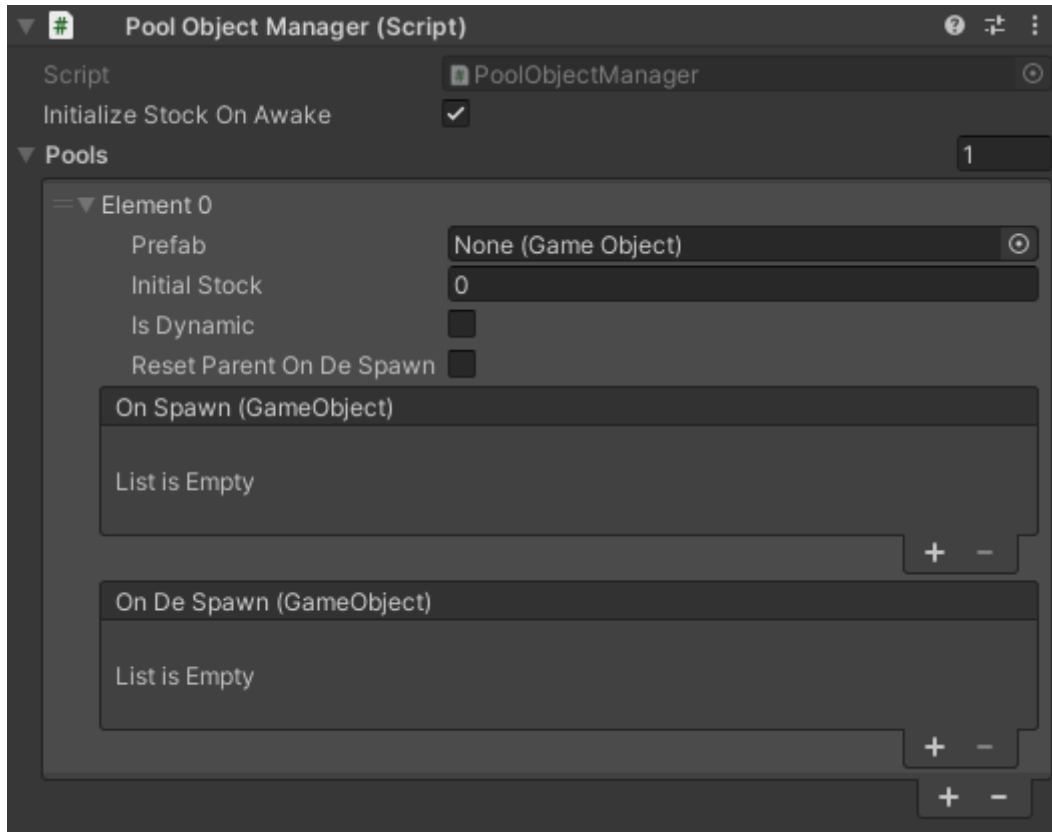 # Pool Object Manager (Script)
Script # PoolObjectManager
Initialize Stock On Awake
Pools 1
Element 0
Prefab None (Game Object)
Initial Stock 0
Is Dynamic
Reset Parent On De Spawn
On Spawn (GameObject)
List is Empty
+ −
On De Spawn (GameObject)
List is Empty
+ −
+ −